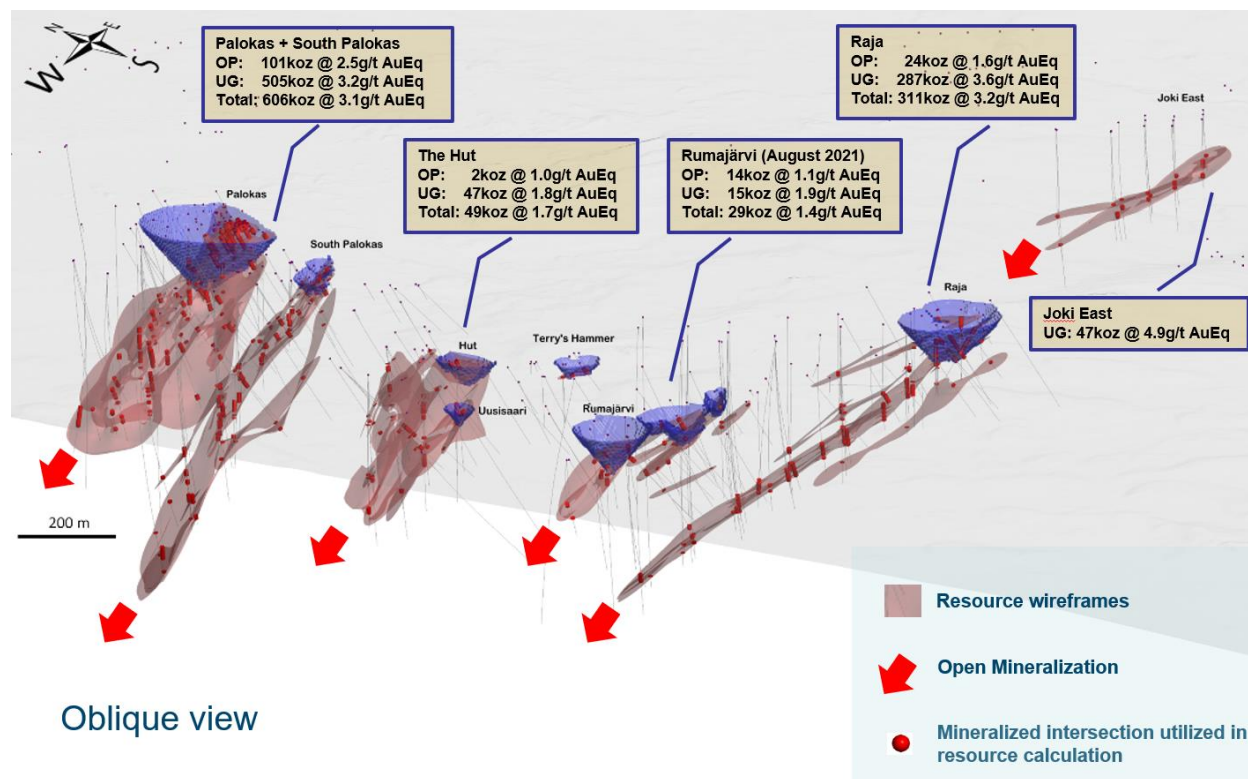 N
E
W
S
Palokas + South Palokas
OP: 101koz @ 2.5g/t AuEq
UG: 505koz @ 3.2g/t AuEq
Total: 606koz @ 3.1g/t AuEq
Raja
OP: 24koz @ 1.6g/t AuEq
UG: 287koz @ 3.6g/t AuEq
Total: 311koz @ 3.2g/t AuEq
Joki East
The Hut
OP: 2koz @ 1.0g/t AuEq
UG: 47koz @ 1.8g/t AuEq
Total: 49koz @ 1.7g/t AuEq
Rumajärvi (August 2021)
OP: 14koz @ 1.1g/t AuEq
UG: 15koz @ 1.9g/t AuEq
Total: 29koz @ 1.4g/t AuEq
Palokas
South Palokas
Raja
Joki East
UG: 47koz @ 4.9g/t AuEq
Hut
Terry's Hammer
Uusisaari
Rumajärvi
200 m
Resource wireframes
Open Mineralization
Mineralized intersection utilized in
resource calculation
Oblique view